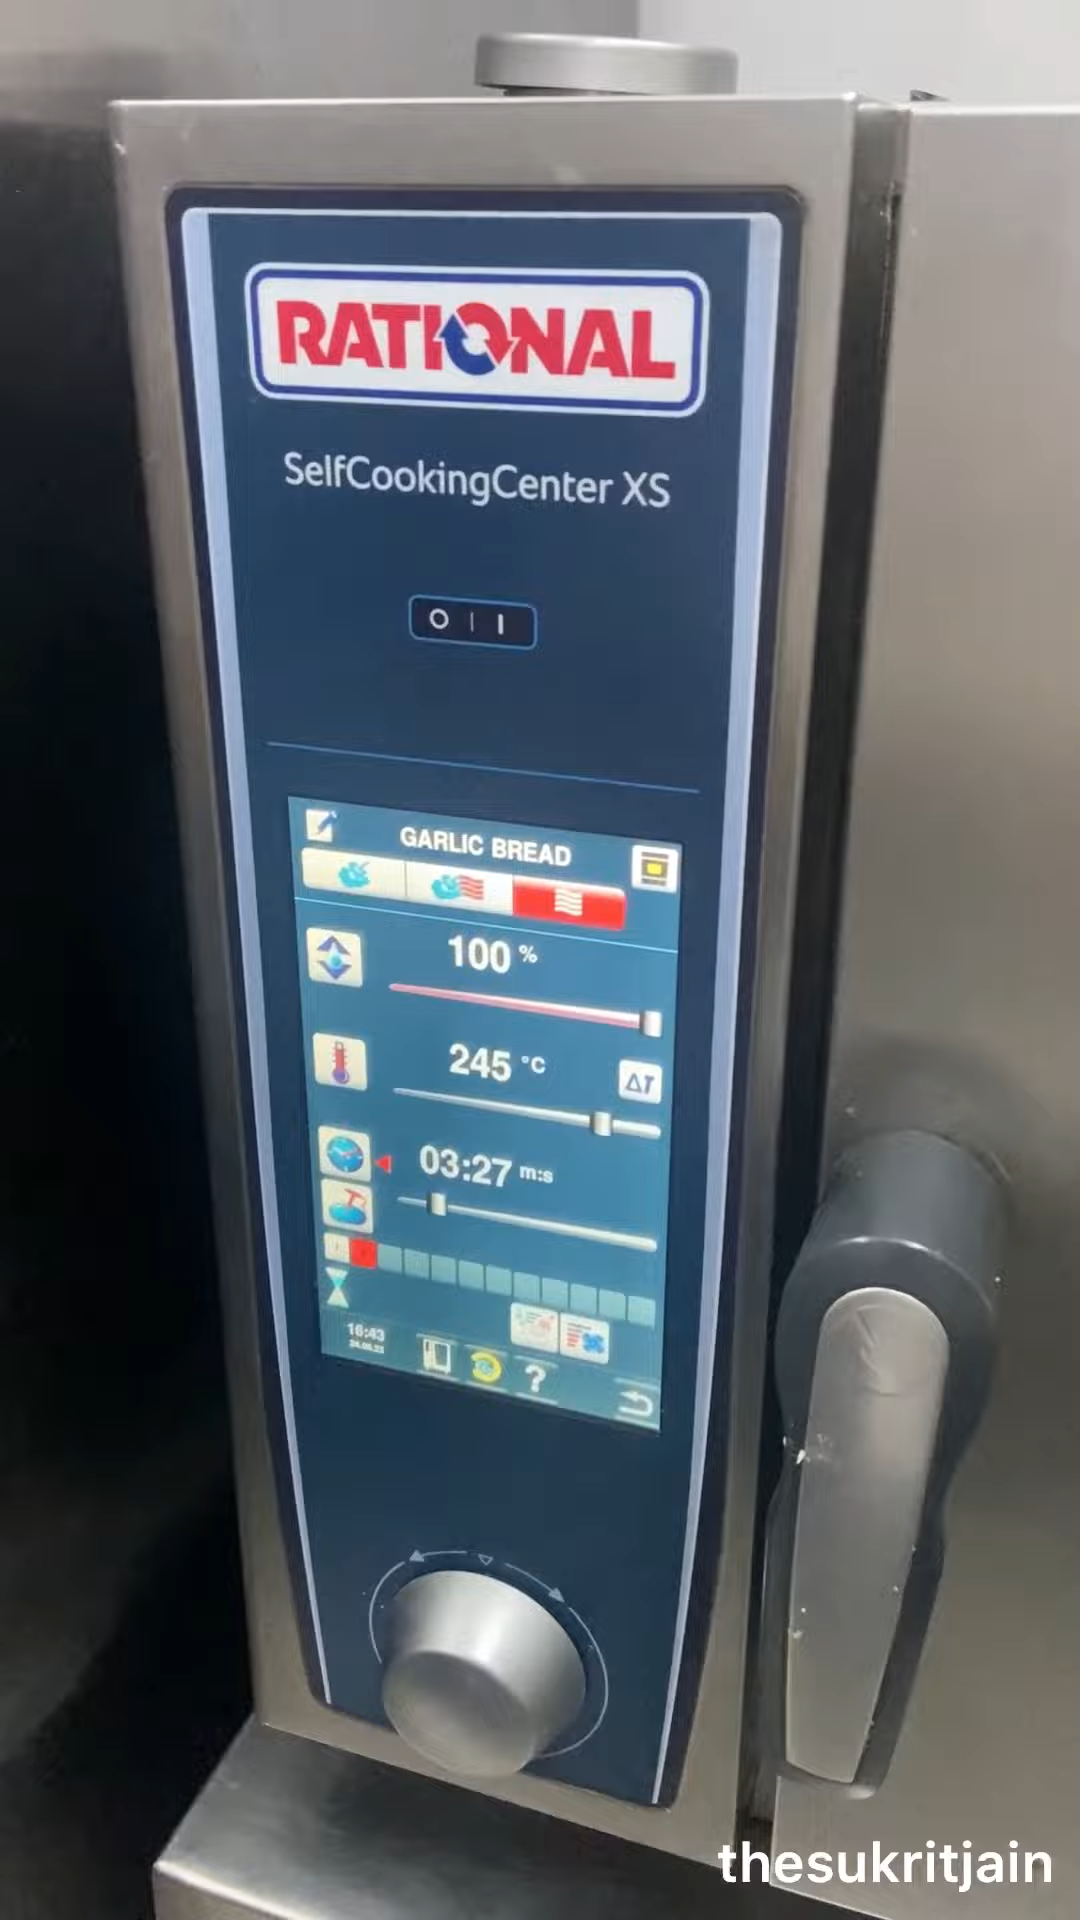 RATIONAL
SelfCookingCenter XS
GARLIC BREAD
100 %
245 °C
ΔT
03:27 m:s
16:43
?
thesukritjain